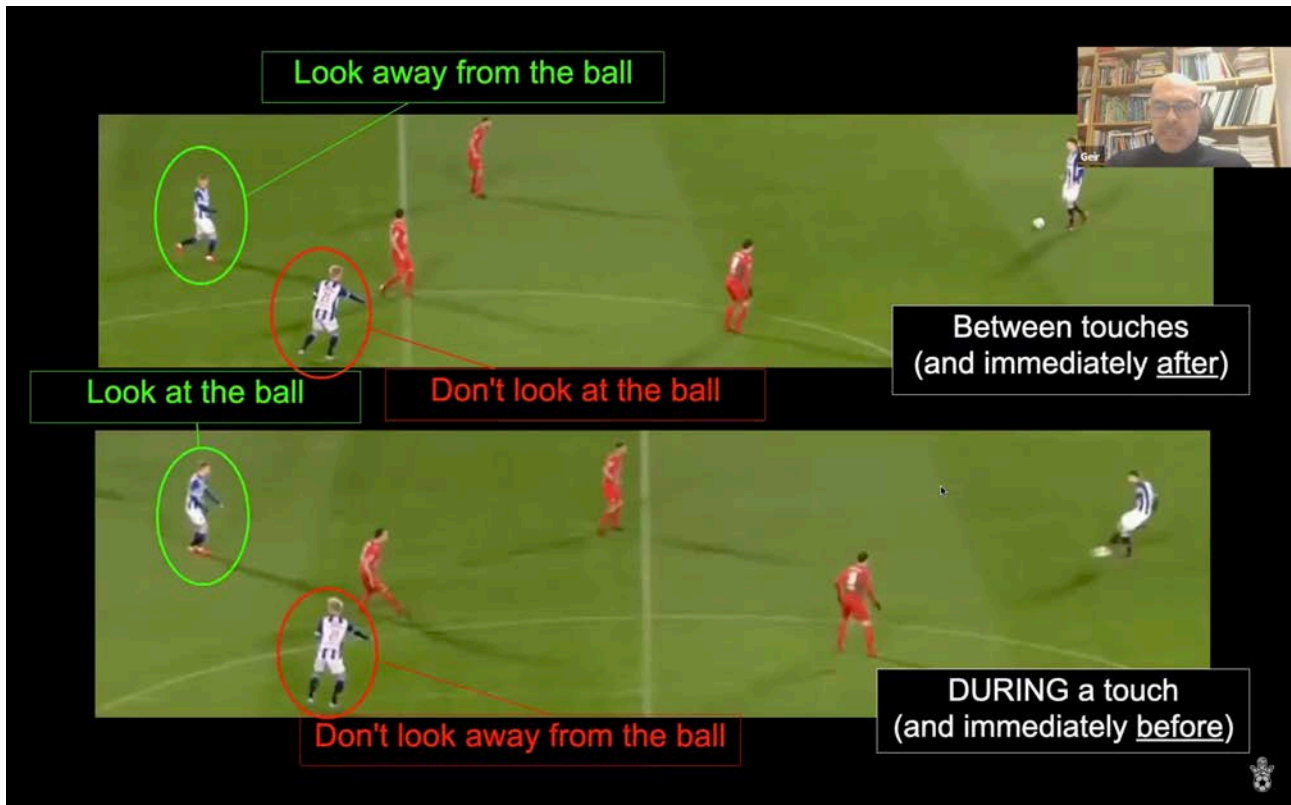 Look away from the ball
Geir
Between touches
(and immediately after)
Look at the ball
Don't look at the ball
DURING a touch
(and immediately before)
Don't look away from the ball